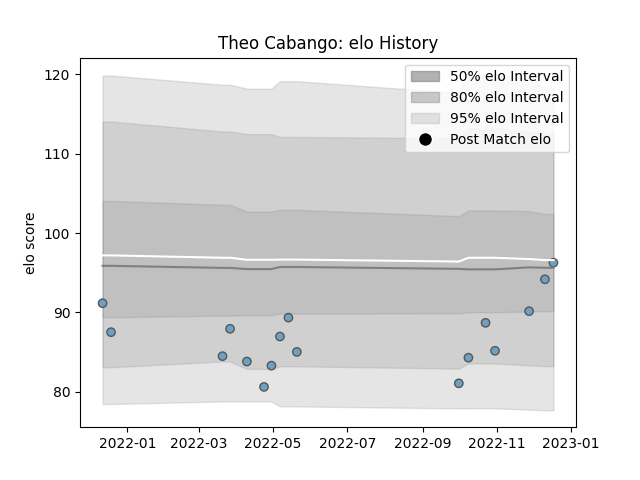 Theo Cabango: elo History
120
110
100
90
80
elo score
50% elo Interval
80% elo Interval
95% elo Interval
Post Match elo
2022-01
2022-03
2022-05
2022-07
2022-09
2022-11
2023-01